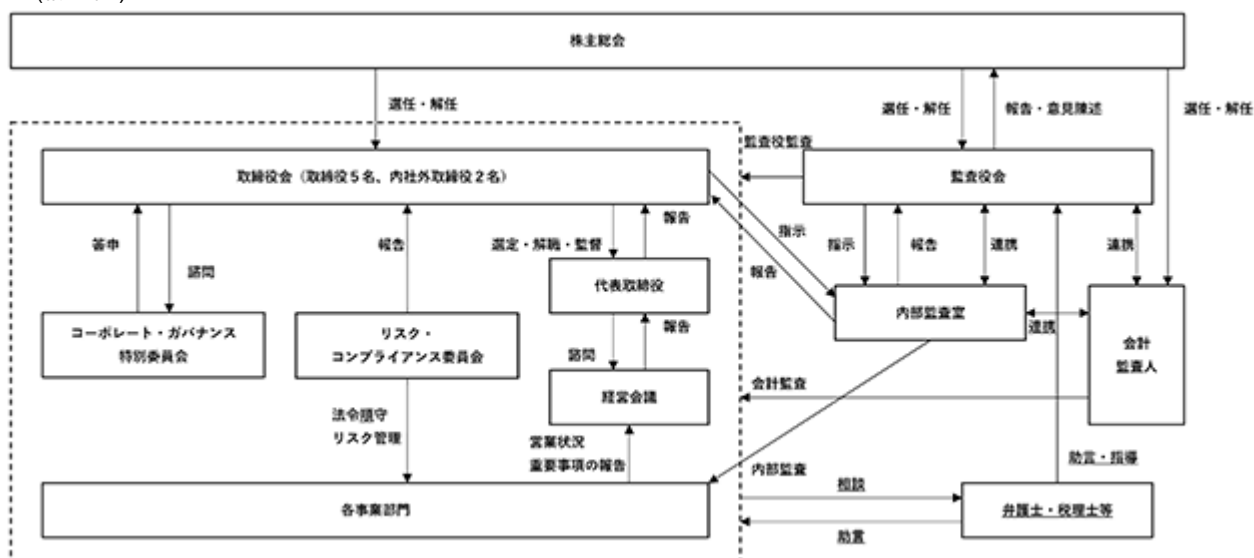 株主総会
選任・解任
選任・解任
報告・意見陳述
選任・解任
監査役監査
取締役会（取締役５名、内社外取締役２名）
監査役会
答申
諮問
報告
選定・解職・監督
報告
指示
報告
指示
報告
連携
連携
代表取締役
内部監査室
連携
会計
監査人
コーポレート・ガバナンス
特別委員会
リスク・
コンプライアンス委員会
諮問
報告
経営会議
会計監査
法令順守
リスク管理
営業状況
重要事項の報告
内部監査
助言・指導
相談
各事業部門
弁護士・税理士等
助言